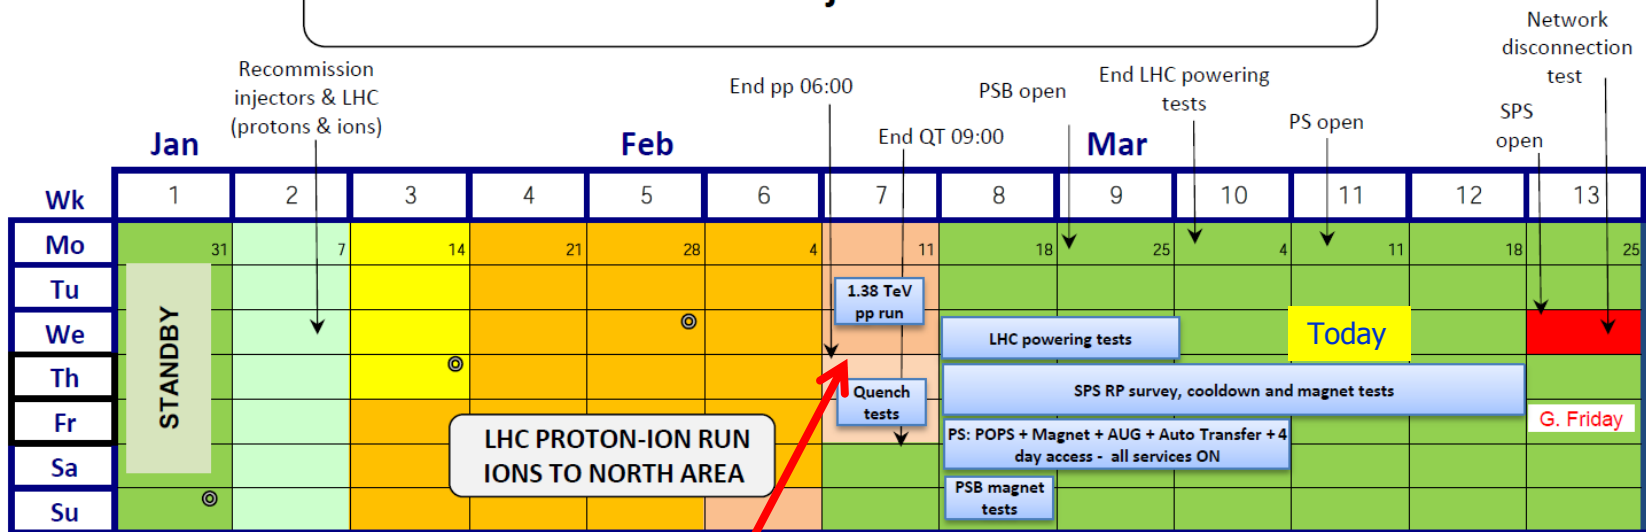 Network
disconnection
test
Recommission
injectors & LHC
(protons & ions)
End pp 06:00
PSB open
End LHC powering
tests
PS open
SPS
open
End QT 09:00
Jan
Feb
Mar
Wk 1 2 3 4 5 6 7 8 9 10 11 12 13
Mo 31 7 14 21 28 4 11 18 25 4 11 18 25
Tu
We
Th
Fr
Sa
Su
STANDBY
1.38 TeV
pp run
LHC powering tests
Today
SPS RP survey, cooldown and magnet tests
Quench
tests
G. Friday
LHC PROTON-ION RUN
IONS TO NORTH AREA
PS: POPS + Magnet + AUG + Auto Transfer + 4
day access - all services ON
PSB magnet
tests